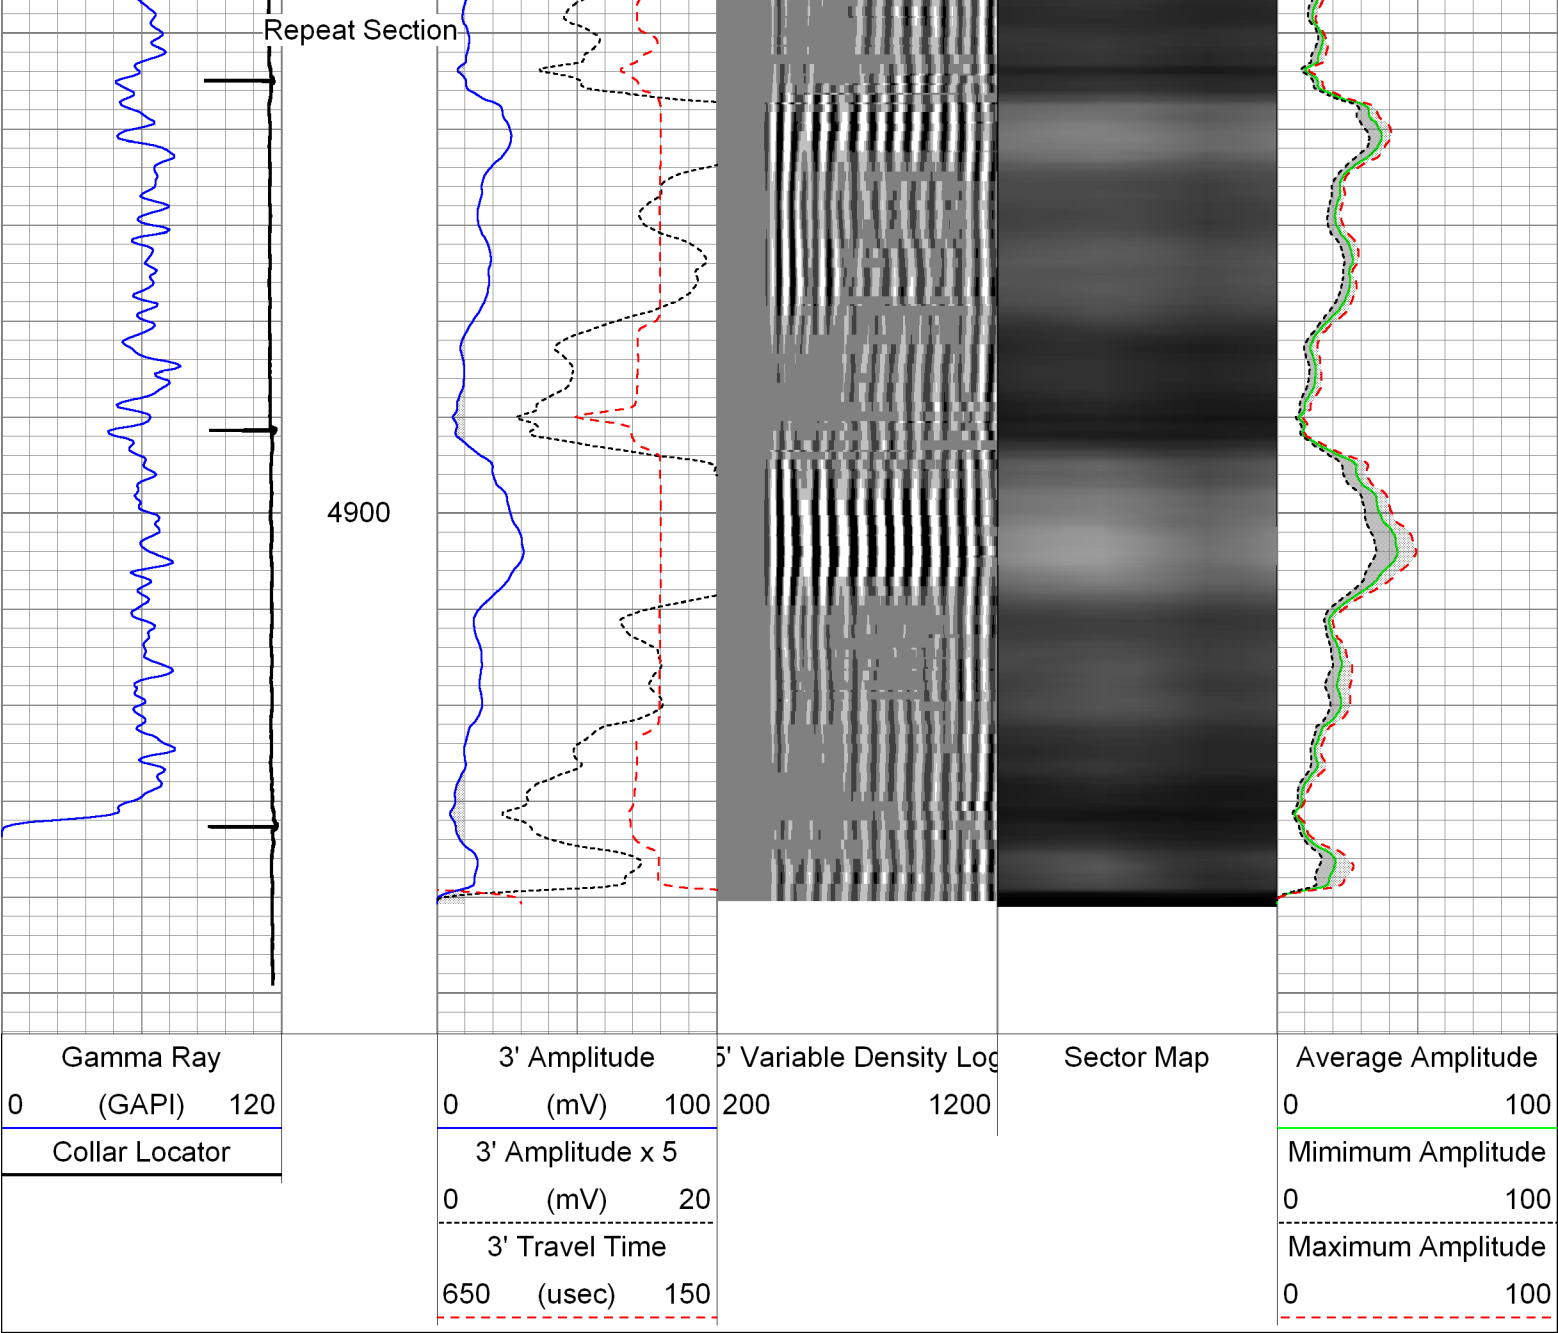 Repeat Section
4900
Gamma Ray
0 (GAPI) 120
Collar Locator
3' Amplitude
0 (mV) 100
3' Amplitude x 5
0 (mV) 20
3' Travel Time
650 (usec) 150
5' Variable Density Log
200 1200
Sector Map
Average Amplitude
0 100
Mimimum Amplitude
0 100
Maximum Amplitude
0 100